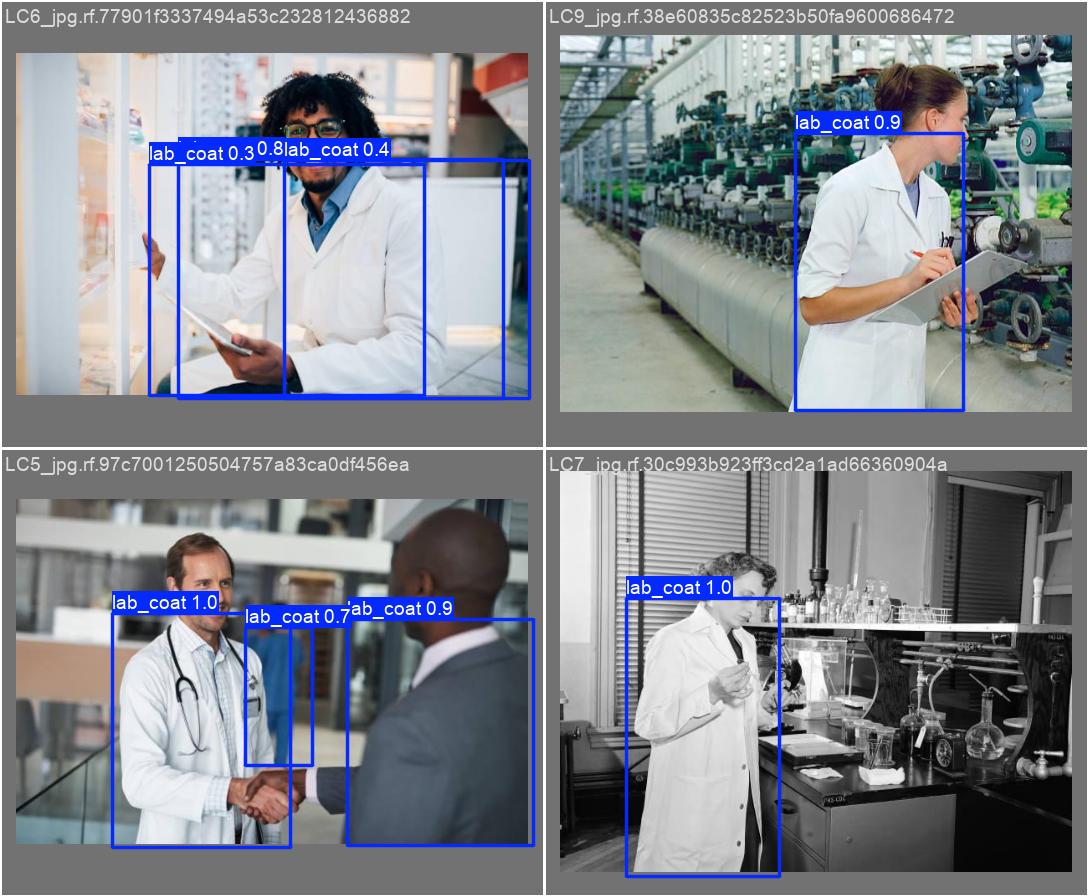 LC6_jpg.rf.77901f3337494a53c232812436882
lab_coat 0.3
0.8
lab_coat 0.4
LC9_jpg.rf.38e60835c82523b50fa9600686472
lab_coat 0.9
LC5_jpg.rf.97c7001250504757a83ca0df456ea
lab_coat 1.0
lab_coat 0.7
lab_coat 0.9
LC7_jpg.rf.30c993b923ff3cd2a1ad66360904a
lab_coat 1.0